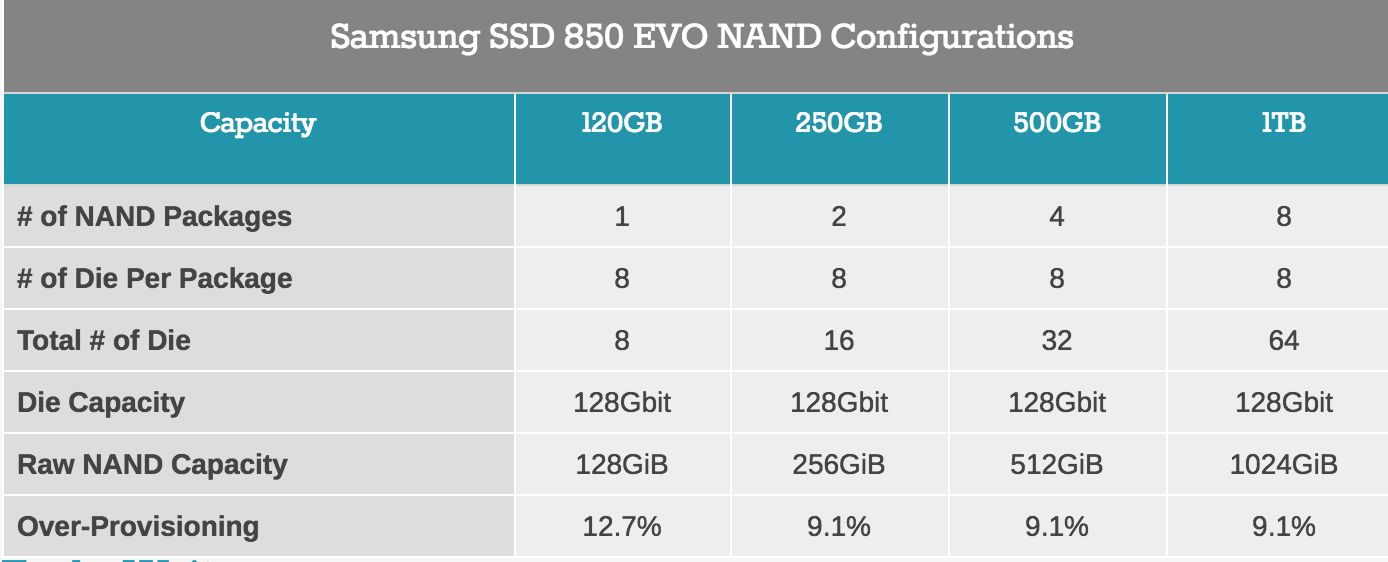 Samsung SSD 850 EVO NAND Configurations
Capacity 120GB 250GB 500GB 1TB
# of NAND Packages 1 2 4 8
# of Die Per Package 8 8 8 8
Total # of Die 8 16 32 64
Die Capacity 128Gbit 128Gbit 128Gbit 128Gbit
Raw NAND Capacity 128GiB 256GiB 512GiB 1024GiB
Over-Provisioning 12.7% 9.1% 9.1% 9.1%